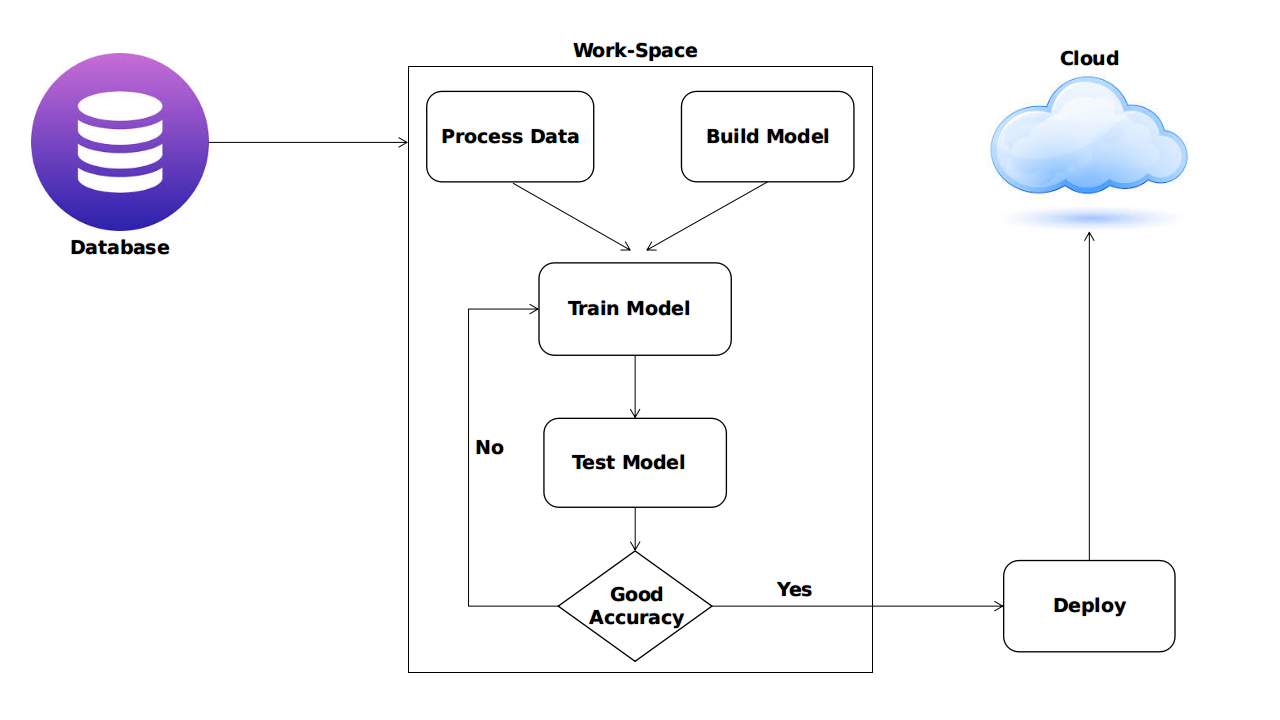 Work-Space
Cloud
Process Data
Build Model
Database
Train Model
No
Test Model
Yes
Good
Accuracy
Deploy